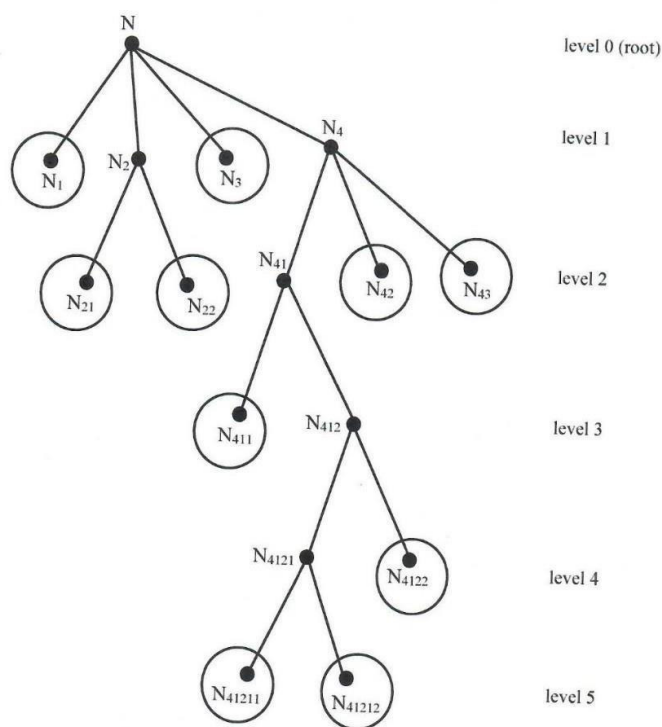 N
level 0 (root)
N₄
level 1
N₁
N₂
N₃
N₄₁
level 2
N₂₁
N₂₂
N₄₂
N₄₃
N₄₁₁
N₄₁₂
level 3
N₄₁₂₁
N₄₁₂₂
level 4
N₄₁₂₁₁
N₄₁₂₁₂
level 5